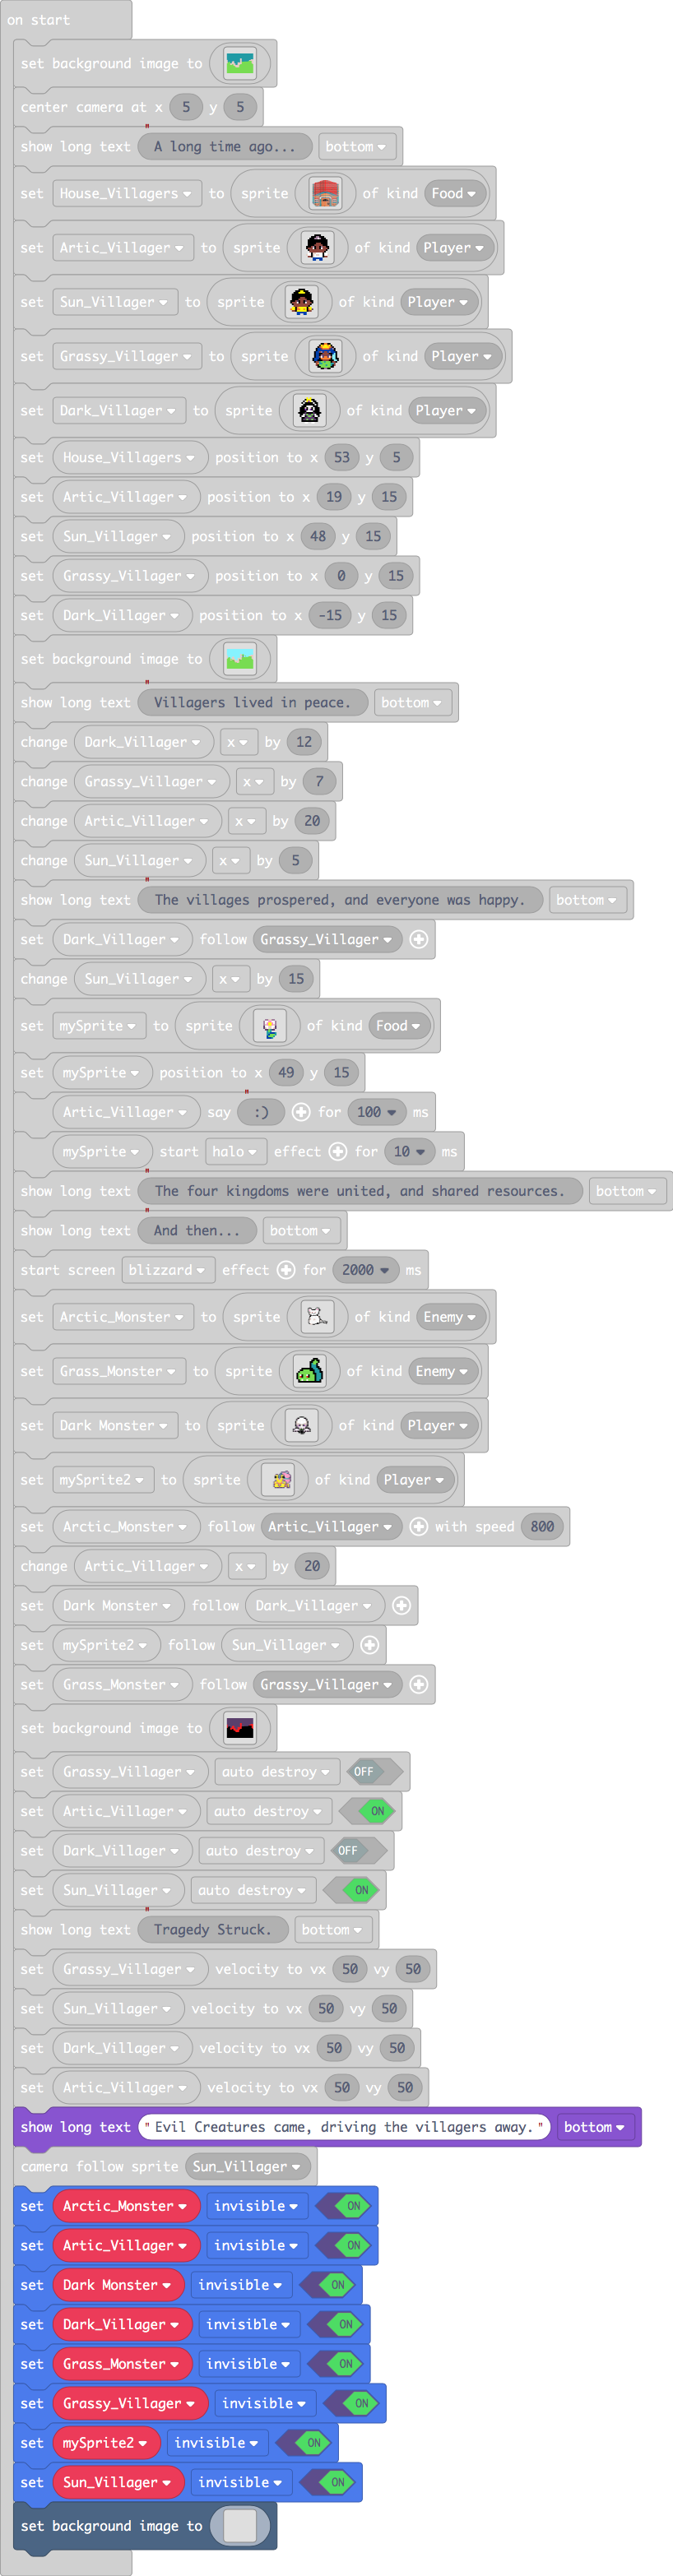 on start
set background image to
center camera at x 5 y 5
show long text " A long time ago... bottom
set House_Villagers to sprite of kind Food
set Artic_Villager to sprite of kind Player
set Sun_Villager to sprite of kind Player
set Grassy_Villager to sprite of kind Player
set Dark_Villager to sprite of kind Player
set House_Villagers position to x 53 y 5
set Artic_Villager position to x 19 y 15
set Sun_Villager position to x 48 y 15
set Grassy_Villager position to x 0 y 15
set Dark_Villager position to x -15 y 15
set background image to
show long text " Villagers lived in peace. bottom
change Dark_Villager x by 12
change Grassy_Villager x by 7
change Artic_Villager x by 20
change Sun_Villager x by 5
show long text " The villages prospered, and everyone was happy. bottom
set Dark_Villager follow Grassy_Villager
change Sun_Villager x by 15
set mySprite to sprite of kind Food
set mySprite position to x 49 y 15
Artic_Villager say " :) for 100 ms
mySprite start halo effect for 10 ms
show long text " The four kingdoms were united, and shared resources. bottom
show long text " And then... bottom
start screen blizzard effect for 2000 ms
set Arctic_Monster to sprite of kind Enemy
set Grass_Monster to sprite of kind Enemy
set Dark Monster to sprite of kind Player
set mySprite2 to sprite of kind Player
set Arctic_Monster follow Artic_Villager with speed 800
change Artic_Villager x by 20
set Dark Monster follow Dark_Villager
set mySprite2 follow Sun_Villager
set Grass_Monster follow Grassy_Villager
set background image to
set Grassy_Villager auto destroy OFF
set Artic_Villager auto destroy ON
set Dark_Villager auto destroy OFF
set Sun_Villager auto destroy ON
show long text " Tragedy Struck. bottom
set Grassy_Villager velocity to vx 50 vy 50
set Sun_Villager velocity to vx 50 vy 50
set Dark_Villager velocity to vx 50 vy 50
set Artic_Villager velocity to vx 50 vy 50
show long text " Evil Creatures came, driving the villagers away. " bottom
camera follow sprite Sun_Villager
set Arctic_Monster invisible ON
set Artic_Villager invisible ON
set Dark Monster invisible ON
set Dark_Villager invisible ON
set Grass_Monster invisible ON
set Grassy_Villager invisible ON
set mySprite2 invisible ON
set Sun_Villager invisible ON
set background image to